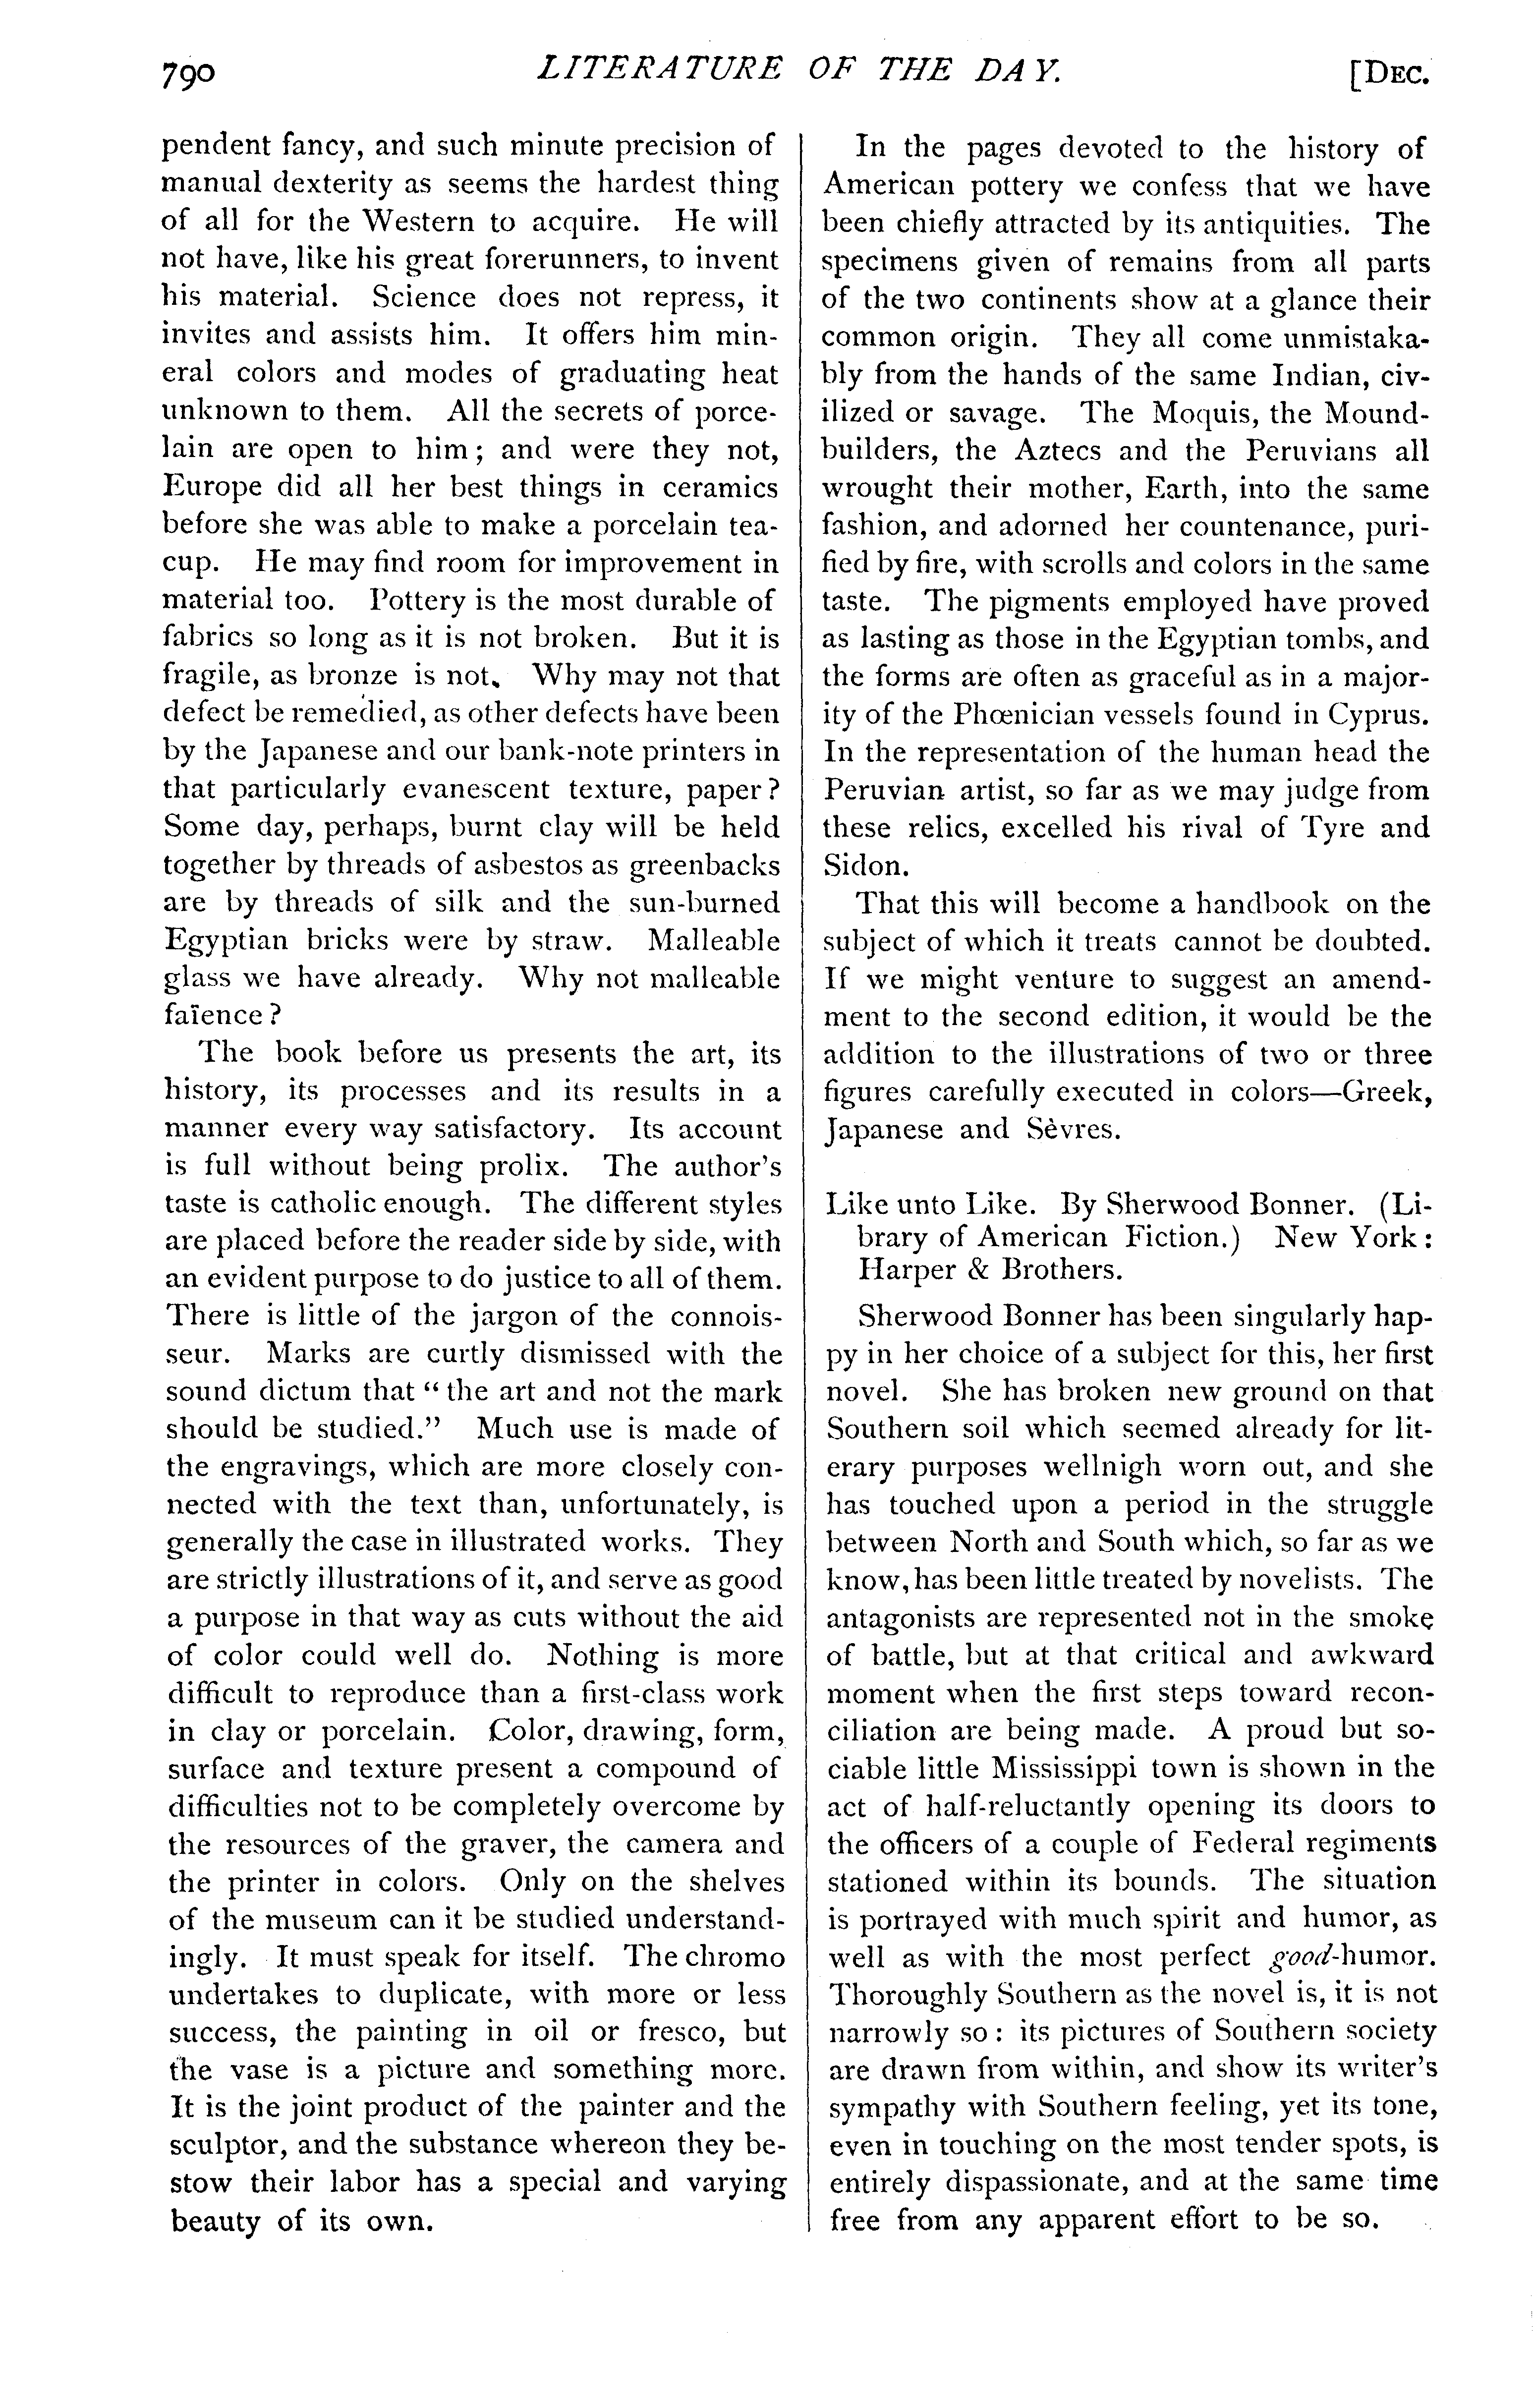 790 LITERATURE OF THE DAY. [DEC.
pendent fancy, and such minute precision of
manual dexterity as seems the hardest thing
of all for the Western to acquire. He will
not have, like his great forerunners, to invent
his material. Science does not repress, it
invites and assists him. It offers him min-
eral colors and modes of graduating heat
unknown to them. All the secrets of porce-
lain are open to him; and were they not,
Europe did all her best things in ceramics
before she was able to make a porcelain tea-
cup. He may find room for improvement in
material too. Pottery is the most durable of
fabrics so long as it is not broken. But it is
fragile, as bronze is not. Why may not that
defect be remedied, as other defects have been
by the Japanese and our bank-note printers in
that particularly evanescent texture, paper?
Some day, perhaps, burnt clay will be held
together by threads of asbestos as greenbacks
are by threads of silk and the sun-burned
Egyptian bricks were by straw. Malleable
glass we have already. Why not malleable
faïence?
The book before us presents the art, its
history, its processes and its results in a
manner every way satisfactory. Its account
is full without being prolix. The author's
taste is catholic enough. The different styles
are placed before the reader side by side, with
an evident purpose to do justice to all of them.
There is little of the jargon of the connois-
seur. Marks are curtly dismissed with the
sound dictum that "the art and not the mark
should be studied." Much use is made of
the engravings, which are more closely con-
nected with the text than, unfortunately, is
generally the case in illustrated works. They
are strictly illustrations of it, and serve as good
a purpose in that way as cuts without the aid
of color could well do. Nothing is more
difficult to reproduce than a first-class work
in clay or porcelain. Color, drawing, form,
surface and texture present a compound of
difficulties not to be completely overcome by
the resources of the graver, the camera and
the printer in colors. Only on the shelves
of the museum can it be studied understand-
ingly. It must speak for itself. The chromo
undertakes to duplicate, with more or less
success, the painting in oil or fresco, but
the vase is a picture and something more.
It is the joint product of the painter and the
sculptor, and the substance whereon they be-
stow their labor has a special and varying
beauty of its own.
In the pages devoted to the history of
American pottery we confess that we have
been chiefly attracted by its antiquities. The
specimens given of remains from all parts
of the two continents show at a glance their
common origin. They all come unmistaka-
bly from the hands of the same Indian, civ-
ilized or savage. The Moquis, the Mound-
builders, the Aztecs and the Peruvians all
wrought their mother, Earth, into the same
fashion, and adorned her countenance, puri-
fied by fire, with scrolls and colors in the same
taste. The pigments employed have proved
as lasting as those in the Egyptian tombs, and
the forms are often as graceful as in a major-
ity of the Phœnician vessels found in Cyprus.
In the representation of the human head the
Peruvian artist, so far as we may judge from
these relics, excelled his rival of Tyre and
Sidon.
That this will become a handbook on the
subject of which it treats cannot be doubted.
If we might venture to suggest an amend-
ment to the second edition, it would be the
addition to the illustrations of two or three
figures carefully executed in colors—Greek,
Japanese and Sèvres.
Like unto Like. By Sherwood Bonner. (Li-
brary of American Fiction.) New York:
Harper & Brothers.
Sherwood Bonner has been singularly hap-
py in her choice of a subject for this, her first
novel. She has broken new ground on that
Southern soil which seemed already for lit-
erary purposes wellnigh worn out, and she
has touched upon a period in the struggle
between North and South which, so far as we
know, has been little treated by novelists. The
antagonists are represented not in the smoke
of battle, but at that critical and awkward
moment when the first steps toward recon-
ciliation are being made. A proud but so-
ciable little Mississippi town is shown in the
act of half-reluctantly opening its doors to
the officers of a couple of Federal regiments
stationed within its bounds. The situation
is portrayed with much spirit and humor, as
well as with the most perfect good-humor.
Thoroughly Southern as the novel is, it is not
narrowly so: its pictures of Southern society
are drawn from within, and show its writer's
sympathy with Southern feeling, yet its tone,
even in touching on the most tender spots, is
entirely dispassionate, and at the same time
free from any apparent effort to be so.